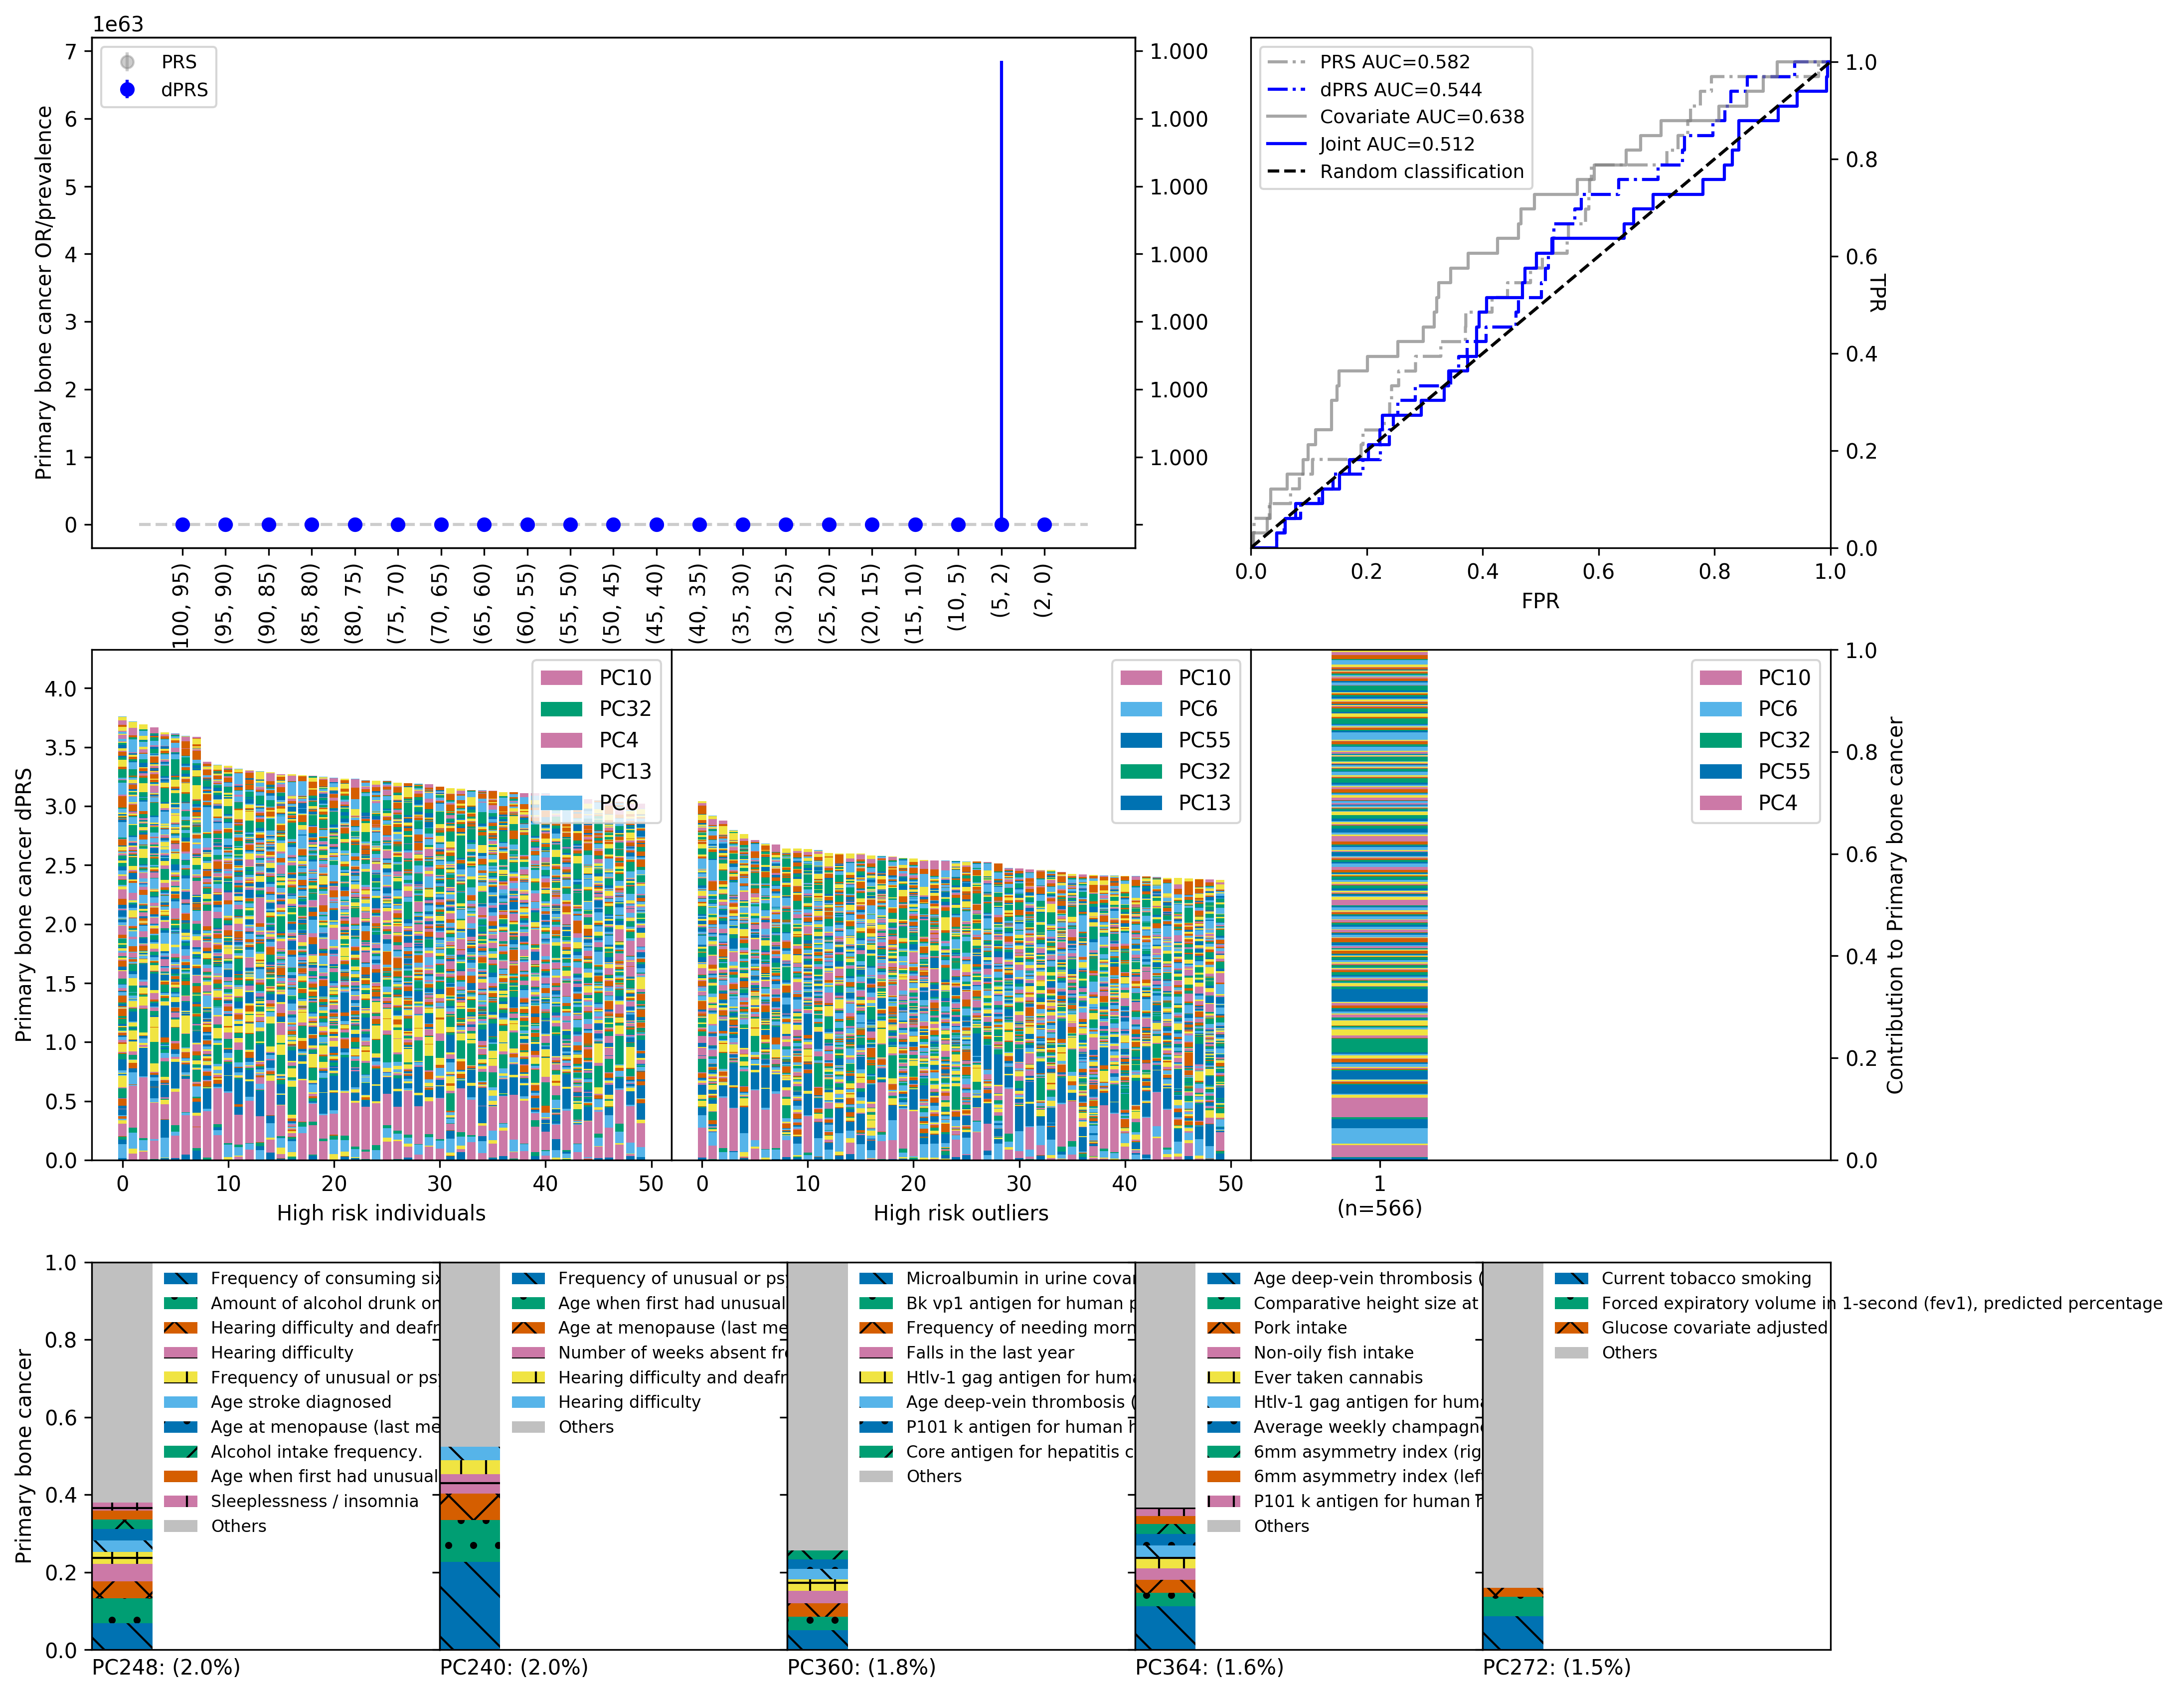 1e63
7
6
5
4
3
2
1
0
Primary bone cancer OR/prevalence
PRS
dPRS
1.000
1.000
1.000
1.000
1.000
1.000
1.000
100, 95)
(95, 90)
(90, 85)
(85, 80)
(80, 75)
(75, 70)
(70, 65)
(65, 60)
(60, 55)
(55, 50)
(50, 45)
(45, 40)
(40, 35)
(35, 30)
(30, 25)
(25, 20)
(20, 15)
(15, 10)
(10, 5)
(5, 2)
(2, 0)
PRS AUC=0.582
dPRS AUC=0.544
Covariate AUC=0.638
Joint AUC=0.512
Random classification
1.0
0.8
0.6
0.4
0.2
0.0
TPR
0.0 0.2 0.4 0.6 0.8 1.0
FPR
4.0
3.5
3.0
2.5
2.0
1.5
1.0
0.5
0.0
Primary bone cancer dPRS
PC10
PC32
PC4
PC13
PC6
0 10 20 30 40 50
High risk individuals
PC10
PC6
PC55
PC32
PC13
0 10 20 30 40 50
High risk outliers
PC10
PC6
PC32
PC55
PC4
1
(n=566)
1.0
0.8
0.6
0.4
0.2
0.0
Contribution to Primary bone cancer
1.0
0.8
0.6
0.4
0.2
0.0
Primary bone cancer
Frequency of consuming six
Amount of alcohol drunk on
Hearing difficulty and deafn
Hearing difficulty
Frequency of unusual or psy
Age stroke diagnosed
Age at menopause (last me
Alcohol intake frequency.
Age when first had unusual
Sleeplessness / insomnia
Others
PC248: (2.0%)
Frequency of unusual or psy
Age when first had unusual
Age at menopause (last me
Number of weeks absent fr
Hearing difficulty and deafn
Hearing difficulty
Others
PC240: (2.0%)
Microalbumin in urine covar
Bk vp1 antigen for human p
Frequency of needing morn
Falls in the last year
Htlv-1 gag antigen for huma
Age deep-vein thrombosis (
P101 k antigen for human h
Core antigen for hepatitis c
Others
PC360: (1.8%)
Age deep-vein thrombosis (
Comparative height size at
Pork intake
Non-oily fish intake
Ever taken cannabis
Htlv-1 gag antigen for huma
Average weekly champagne
6mm asymmetry index (rig
6mm asymmetry index (left
P101 k antigen for human h
Others
PC364: (1.6%)
Current tobacco smoking
Forced expiratory volume in 1-second (fev1), predicted percentage
Glucose covariate adjusted
Others
PC272: (1.5%)